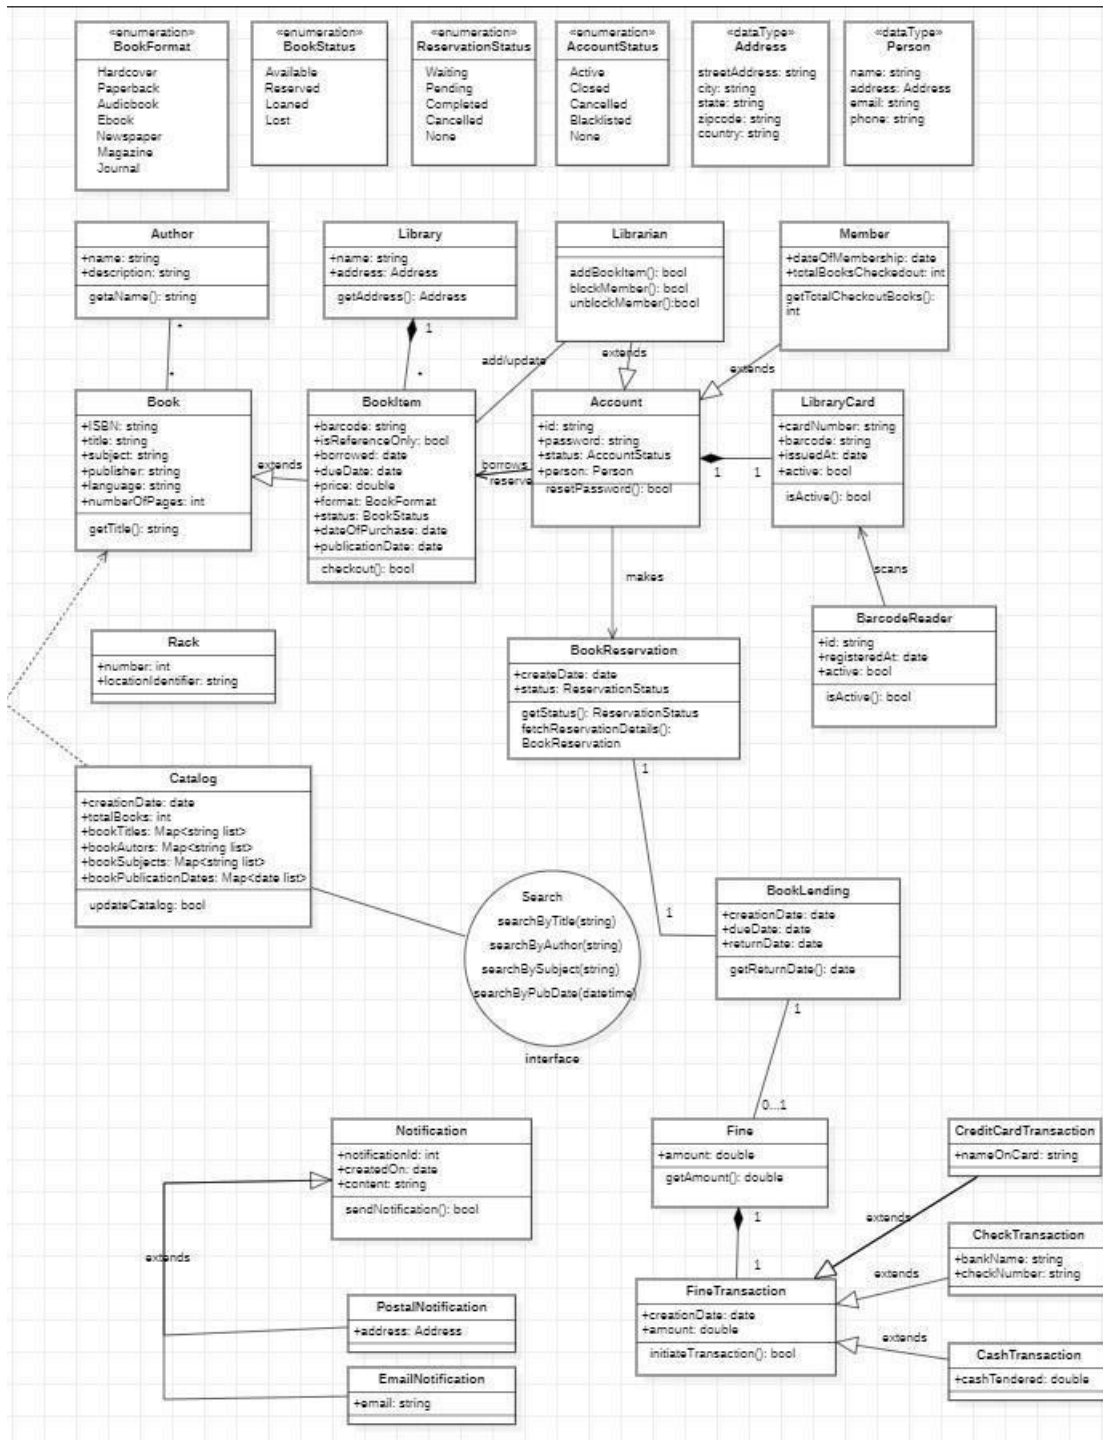 «enumeration»
BookFormat
Hardcover
Paperback
Audiobook
Ebook
Newspaper
Magazine
Journal
«enumeration»
BookStatus
Available
Reserved
Loaned
Lost
«enumeration»
ReservationStatus
Waiting
Pending
Completed
Cancelled
None
«enumeration»
AccountStatus
Active
Closed
Cancelled
Blacklisted
None
«dataType»
Address
streetAddress: string
city: string
state: string
zipcode: string
country: string
«dataType»
Person
name: string
address: Address
email: string
phone: string
Author
+name: string
+description: string
getaName(): string
*
*
Library
+name: string
+address: Address
getAddress(): Address
1
*
Librarian
addBookItem(): bool
blockMember(): bool
unblockMember():bool
add/update
extends
Member
+dateOfMembership: date
+totalBooksCheckedout: int
getTotalCheckoutBooks():
int
extends
Book
+ISBN: string
+title: string
+subject: string
+publisher: string
+language: string
+numberOfPages: int
getTitle(): string
extends
BookItem
+barcode: string
+isReferenceOnly: bool
+borrowed: date
+dueDate: date
+price: double
+format: BookFormat
+status: BookStatus
+dateOfPurchase: date
+publicationDate: date
checkout(): bool
borrows
reserve
Account
+id: string
+password: string
+status: AccountStatus
+person: Person
resetPassword(): bool
1
1
LibraryCard
+cardNumber: string
+barcode: string
+issuedAt: date
+active: bool
isActive(): bool
makes
scans
BarcodeReader
+id: string
+registeredAt: date
+active: bool
isActive(): bool
Rack
+number: int
+locationIdentifier: string
BookReservation
+createDate: date
+status: ReservationStatus
getStatus(): ReservationStatus
fetchReservationDetails():
BookReservation
1
1
Catalog
+creationDate: date
+totalBooks: int
+bookTitles: Map<string list>
+bookAutors: Map<string list>
+bookSubjects: Map<string list>
+bookPublicationDates: Map<date list>
updateCatalog: bool
Search
searchByTitle(string)
searchByAuthor(string)
searchBySubject(string)
searchByPubDate(datetime)
interface
BookLending
+creationDate: date
+dueDate: date
+returnDate: date
getReturnDate(): date
1
0...1
Notification
+notificationId: int
+createdOn: date
+content: string
sendNotification(): bool
extends
PostalNotification
+address: Address
EmailNotification
+email: string
Fine
+amount: double
getAmount(): double
1
1
FineTransaction
+creationDate: date
+amount: double
initiateTransaction(): bool
CreditCardTransaction
+nameOnCard: string
extends
CheckTransaction
+bankName: string
+checkNumber: string
extends
CashTransaction
+cashTendered: double
extends